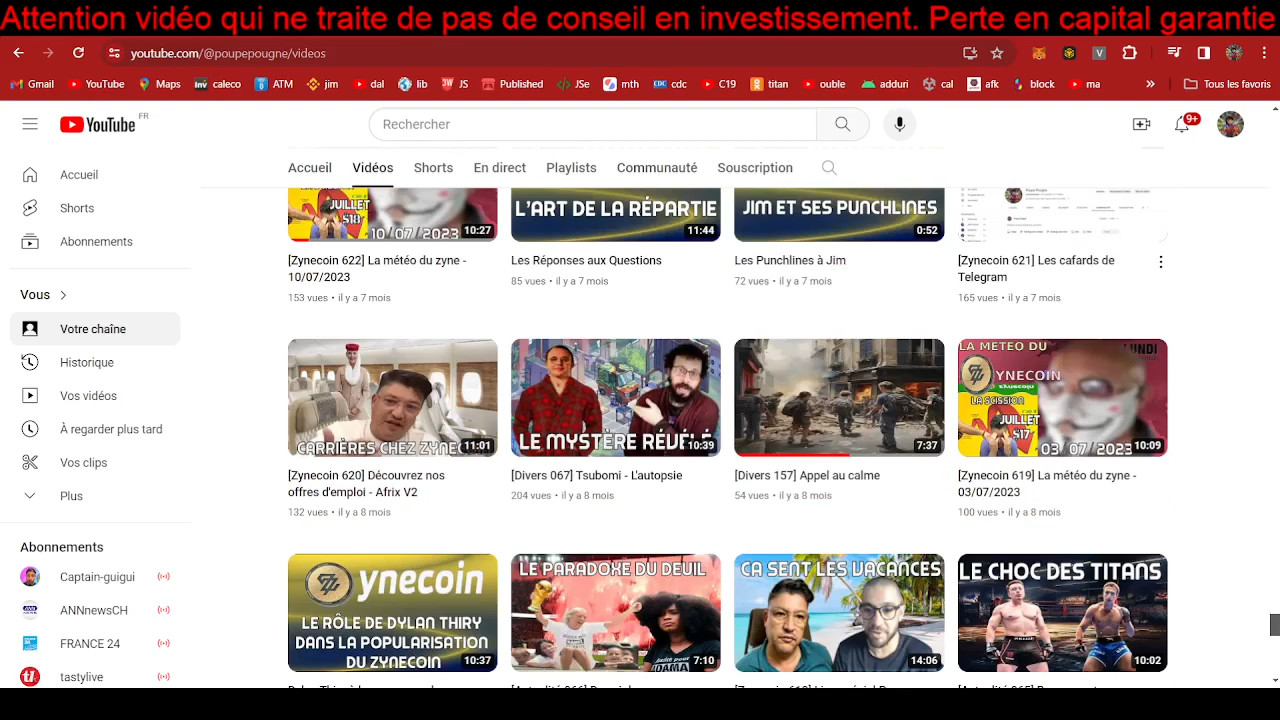 Attention vidéo qui ne traite de pas de conseil en investissement. Perte en capital garantie
youtube.com/@poupepougne/videos
Gmail YouTube Maps caleco ATM jim dal lib JS Published JSe mth cdc C19 titan ouble adduri cal afk block ma » Tous les favoris
YouTube FR
Rechercher
9+
Accueil Vidéos Shorts En direct Playlists Communauté Souscription
Accueil
Shorts
Abonnements
Vous
Votre chaîne
Historique
Vos vidéos
À regarder plus tard
Vos clips
Plus
Abonnements
Captain-guigui
ANNnewsCH
FRANCE 24
tastylive
JUILLET
10/07/2023
10:27
L'ART DE LA RÉPARTIE
11:44
JIM ET SES PUNCHLINES
0:52
[Zynecoin 622] La météo du zyne -
10/07/2023
153 vues • il y a 7 mois
Les Réponses aux Questions
85 vues • il y a 7 mois
Les Punchlines à Jim
72 vues • il y a 7 mois
[Zynecoin 621] Les cafards de
Telegram
165 vues • il y a 7 mois
CARRIÈRES CHEZ ZYNE
11:01
LE MYSTÈRE RÉVÉLÉ
10:39
7:37
LA METEO DU
LUNDI
YNECOIN
LA SCISSION
JUILLET
S17
03 07 2023
10:09
[Zynecoin 620] Découvrez nos
offres d'emploi - Afrix V2
132 vues • il y a 8 mois
[Divers 067] Tsubomi - L'autopsie
204 vues • il y a 8 mois
[Divers 157] Appel au calme
54 vues • il y a 8 mois
[Zynecoin 619] La météo du zyne -
03/07/2023
100 vues • il y a 8 mois
ynecoin
LE RÔLE DE DYLAN THIRY
DANS LA POPULARISATION
DU ZYNECOIN
10:37
LE PARADOXE DU DEUIL
7:10
ÇA SENT LES VACANCES
14:06
LE CHOC DES TITANS
10:02